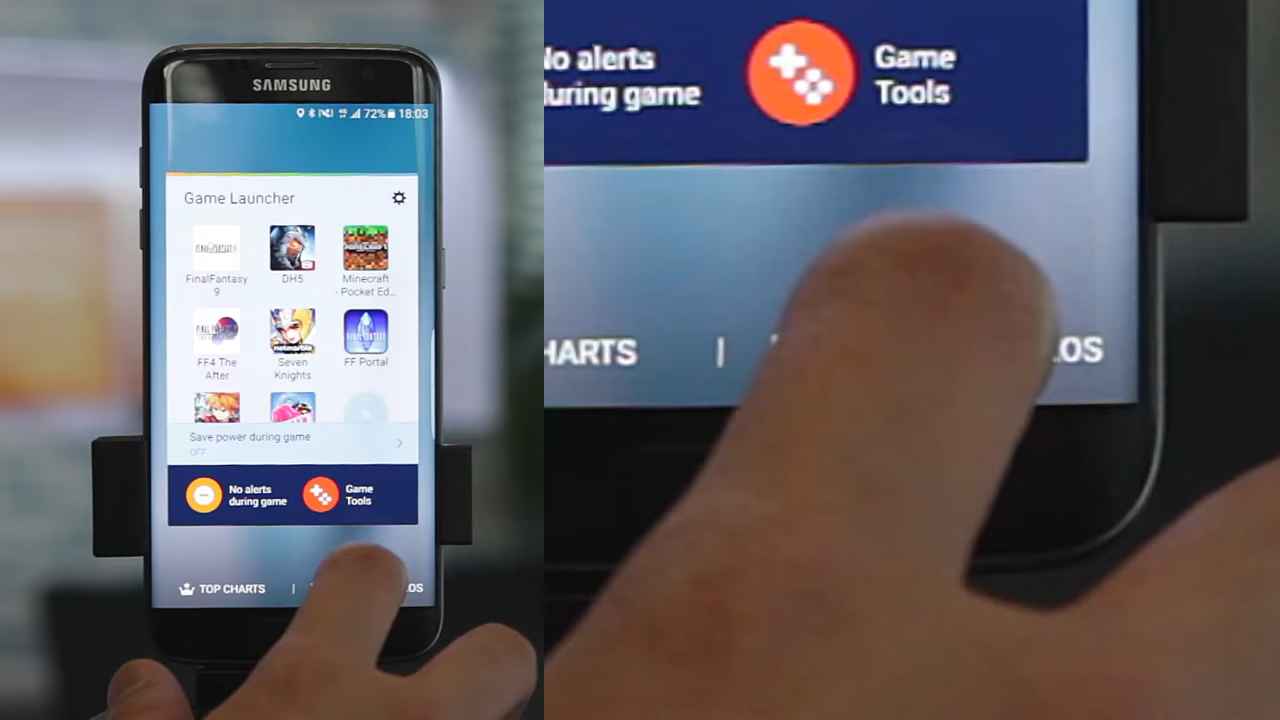 SAMSUNG
72% 18:03
Game Launcher
FinalFantasy
9
DH5
Minecraft
- Pocket Ed...
FF4 The
After
Seven
Knights
FF Portal
Save power during game
OFF
No alerts
during game
Game
Tools
TOP CHARTS |
OS
No alerts
during game
Game
Tools
HARTS |
OS